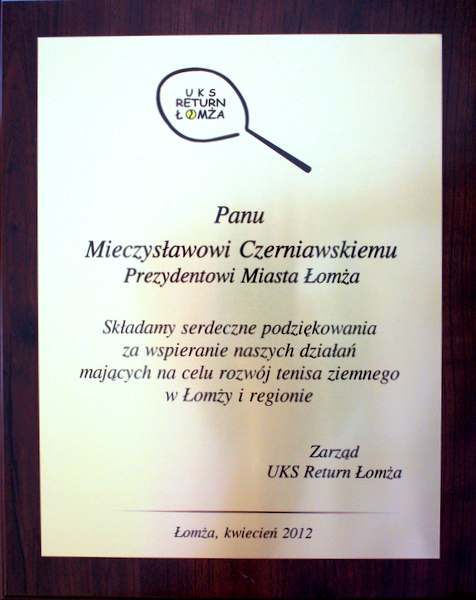 UKS
RETURN
ŁOMŻA
Panu
Mieczysławowi Czerniawskiemu
Prezydentowi Miasta Łomża
Składamy serdeczne podziękowania
za wspieranie naszych działań
mających na celu rozwój tenisa ziemnego
w Łomży i regionie
Zarząd
UKS Return Łomża
Łomża, kwiecień 2012